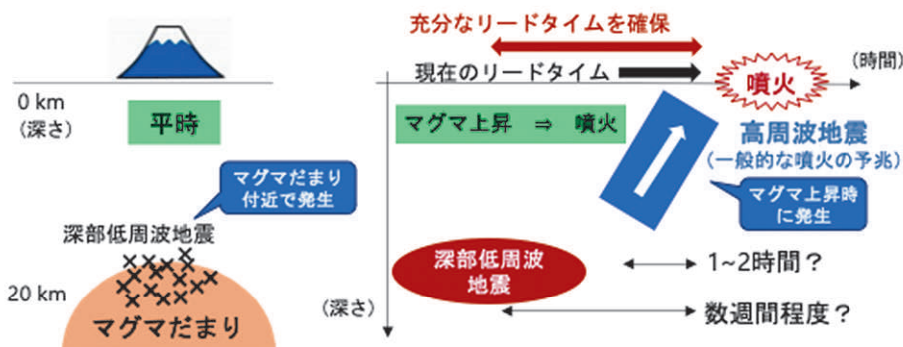 0 km
(深さ)
平時
マグマだまり
付近で発生
深部低周波地震
20 km
マグマだまり
充分なリードタイムを確保
現在のリードタイム
噴火
(時間)
マグマ上昝 ⇒ 噴火
高周波地震
(一般的な噴火の予兆)
マグマ上昇時
に発生
深部低周波
地震
1~2時間？
(深さ)
数週間程度？